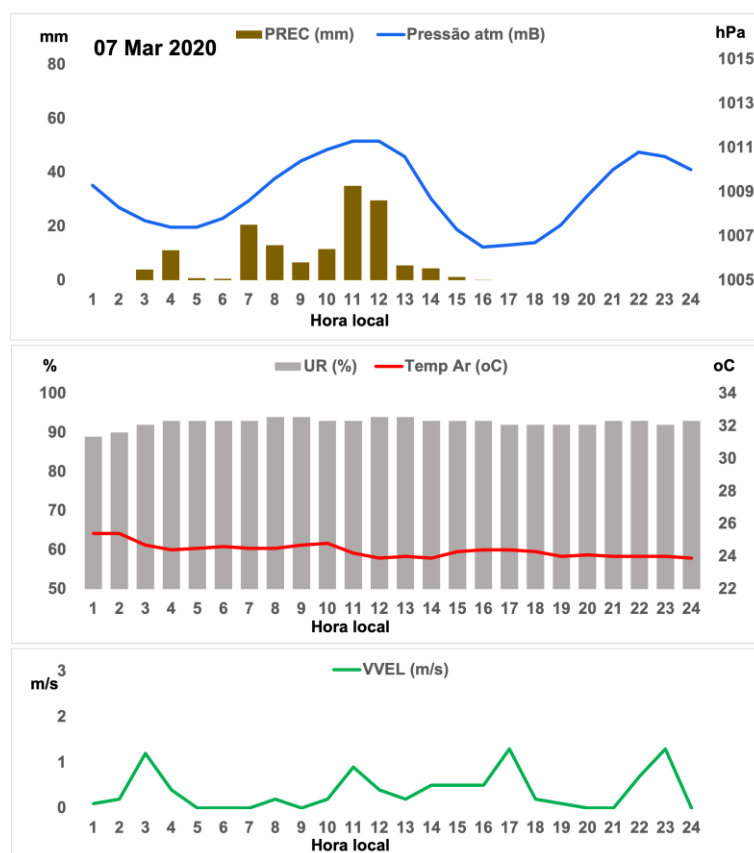 mm 07 Mar 2020 PREC (mm) Pressão atm (mB) hPa
80 1015
60 1013
40 1011
20 1009
0 1007
1005
1 2 3 4 5 6 7 8 9 10 11 12 13 14 15 16 17 18 19 20 21 22 23 24
Hora local
% UR (%) Temp Ar (oC) oC
100 34
90 32
80 30
70 28
60 26
50 24
22
1 2 3 4 5 6 7 8 9 10 11 12 13 14 15 16 17 18 19 20 21 22 23 24
Hora local
VVEL (m/s)
3
m/s
2
1
0
1 2 3 4 5 6 7 8 9 10 11 12 13 14 15 16 17 18 19 20 21 22 23 24
Hora local